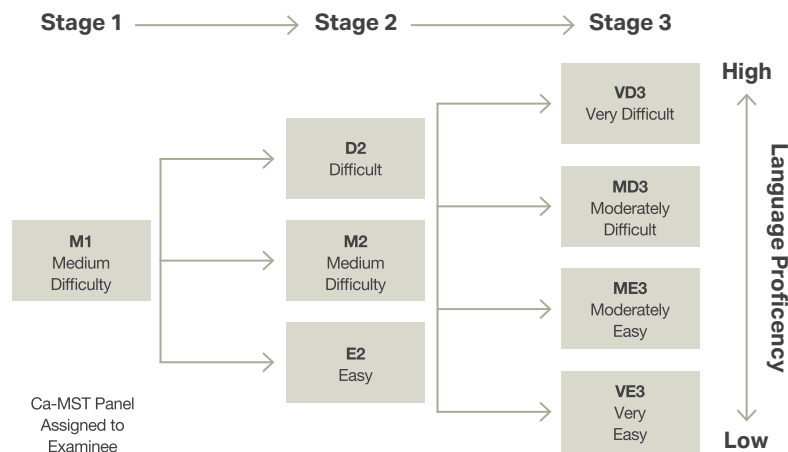 Stage 1
Stage 2
Stage 3
M1
Medium
Difficulty
D2
Difficult
M2
Medium
Difficulty
E2
Easy
VD3
Very Difficult
MD3
Moderately
Difficult
ME3
Moderately
Easy
VE3
Very
Easy
High
Language Proficency
Low
Ca-MST Panel
Assigned to
Examinee